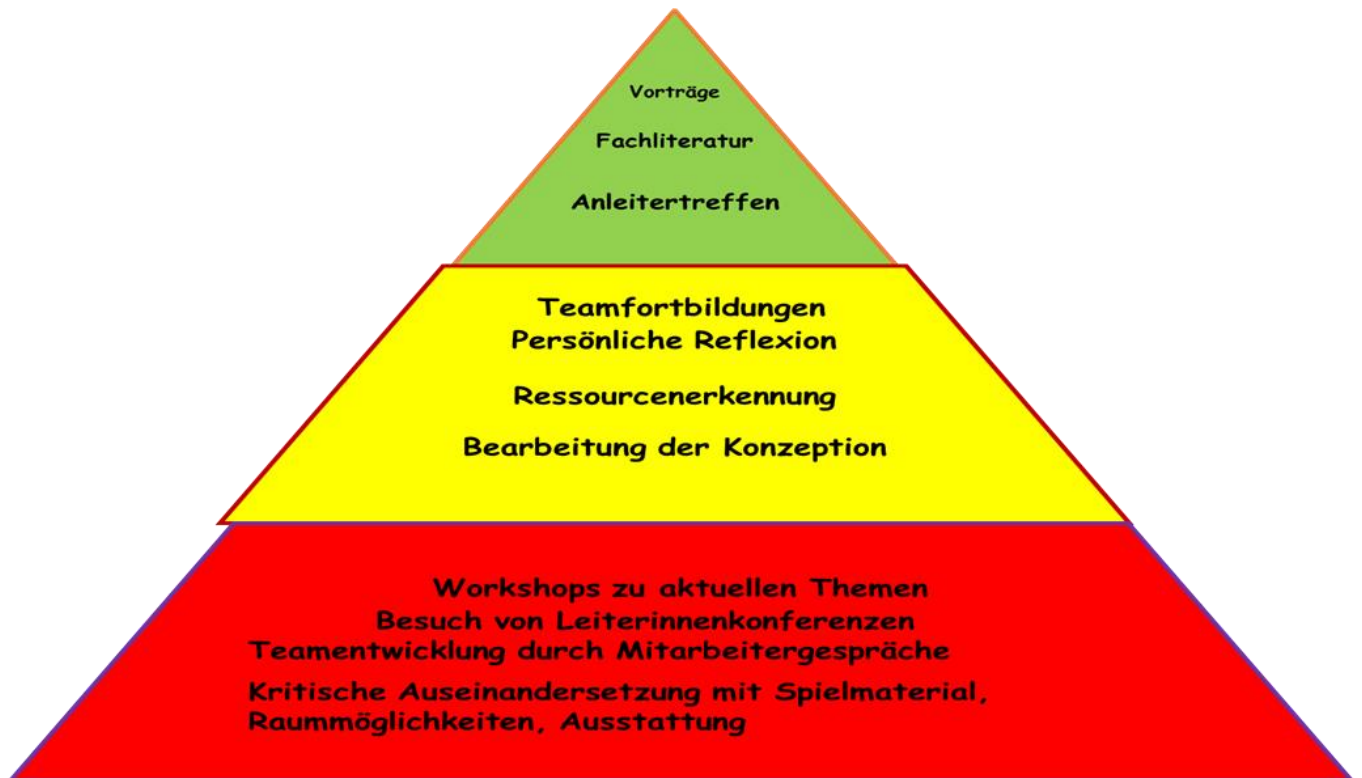 Vorträge
Fachliteratur
Anleitertreffen
Teamfortbildungen
Persönliche Reflexion
Ressourcenerkennung
Bearbeitung der Konzeption
Workshops zu aktuellen Themen
Besuch von Leiterinnenkonferenzen
Teamentwicklung durch Mitarbeitergespräche
Kritische Auseinandersetzung mit Spielmaterial,
Raummöglichkeiten, Ausstattung